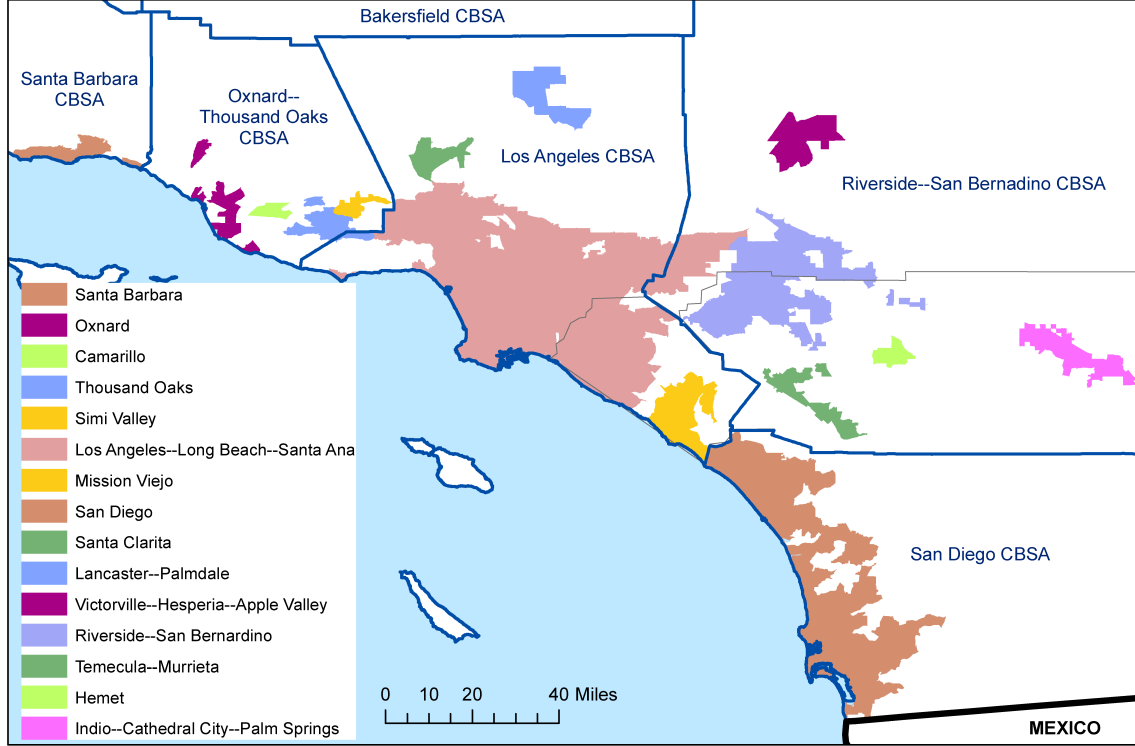 Bakersfield CBSA
Santa Barbara
CBSA
Oxnard--
Thousand Oaks
CBSA
Los Angeles CBSA
Riverside--San Bernadino CBSA
Santa Barbara
Oxnard
Camarillo
Thousand Oaks
Simi Valley
Los Angeles--Long Beach--Santa Ana
Mission Viejo
San Diego
Santa Clarita
Lancaster--Palmdale
Victorville--Hesperia--Apple Valley
Riverside--San Bernardino
Temecula--Murrieta
Hemet
Indio--Cathedral City--Palm Springs
San Diego CBSA
0 10 20 40 Miles
MEXICO